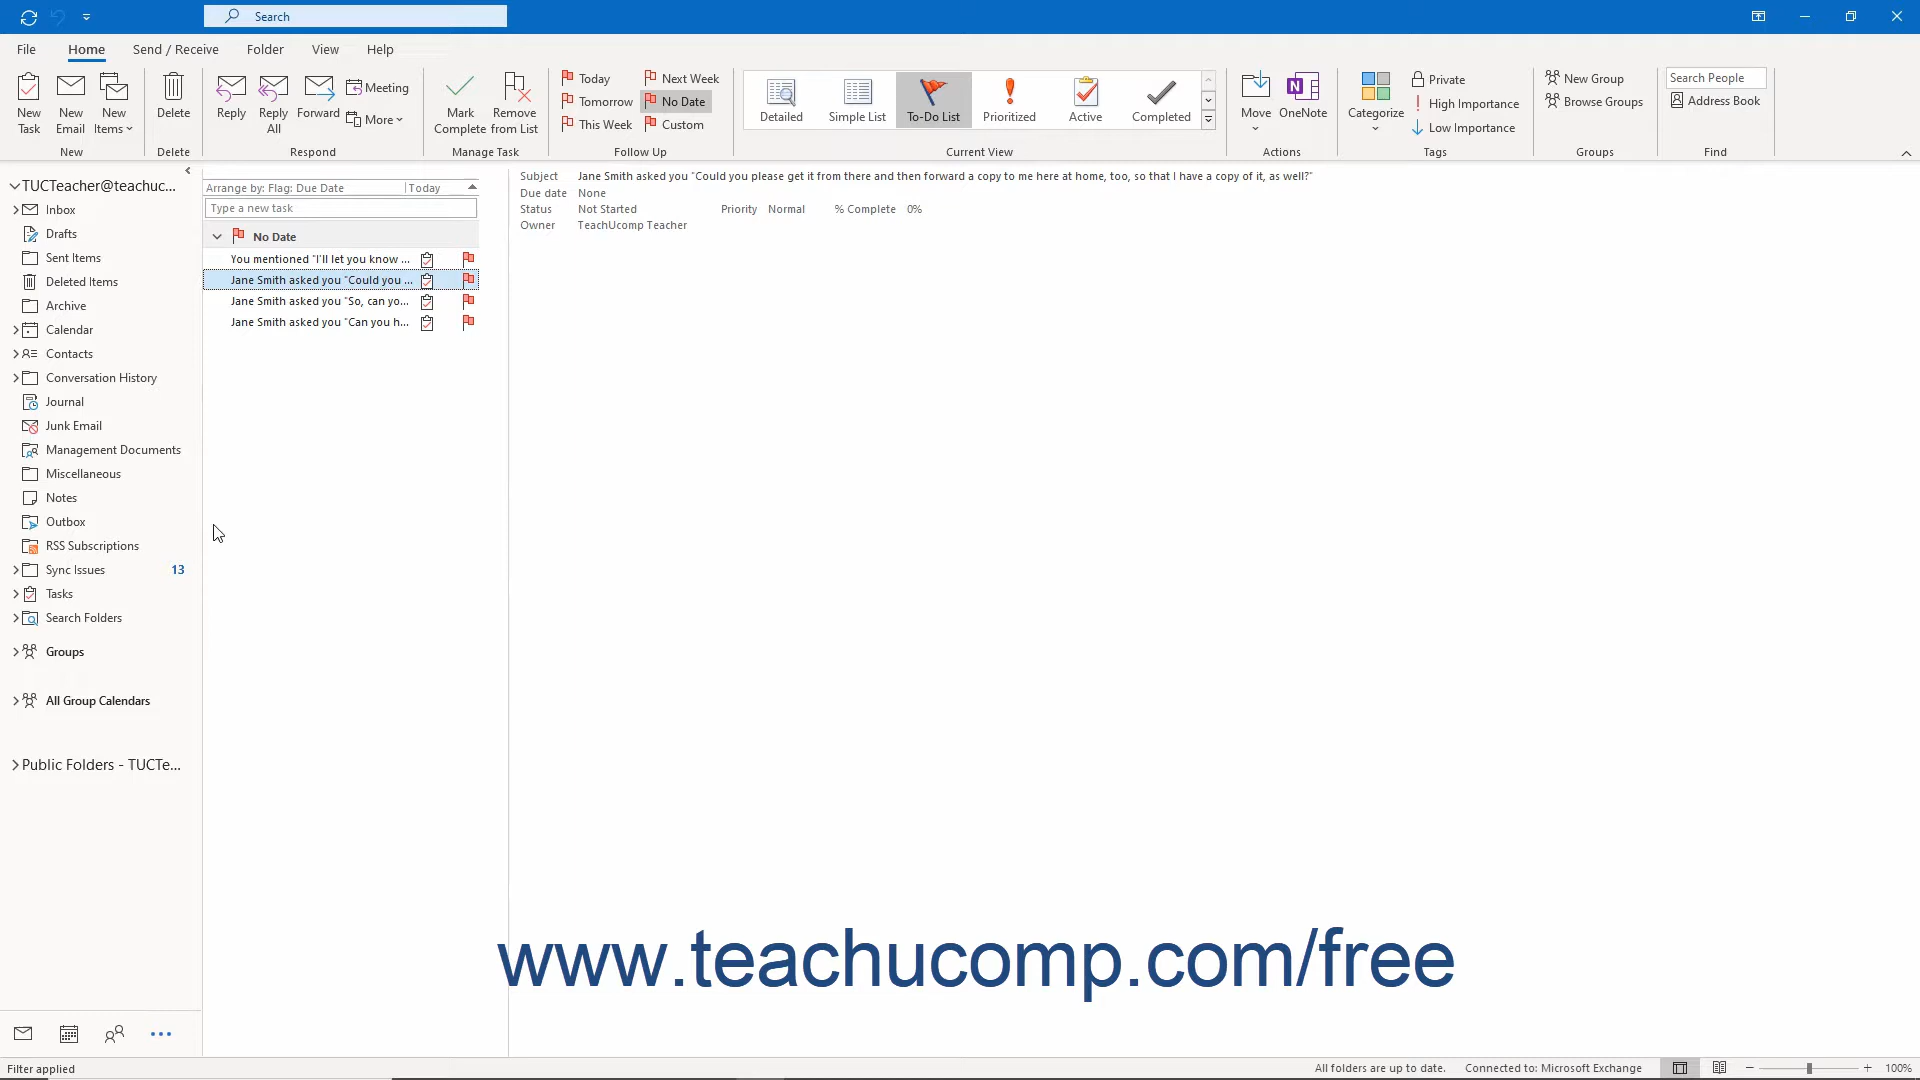 Search
File Home Send / Receive Folder View Help
New Task
New Email
New Items
New
Delete
Delete
Reply
Reply All
Forward
Meeting
More
Respond
Mark Complete
Remove from List
Manage Task
Today
Tomorrow
This Week
Next Week
No Date
Custom
Follow Up
Detailed
Simple List
To-Do List
Prioritized
Active
Completed
Current View
Move
OneNote
Actions
Categorize
Private
High Importance
Low Importance
Tags
New Group
Browse Groups
Groups
Search People
Address Book
Find
TUCTeacher@teachuc...
Inbox
Drafts
Sent Items
Deleted Items
Archive
Calendar
Contacts
Conversation History
Journal
Junk Email
Management Documents
Miscellaneous
Notes
Outbox
RSS Subscriptions
Sync Issues 13
Tasks
Search Folders
Groups
All Group Calendars
Public Folders - TUCTe...
Arrange by: Flag: Due Date Today
Type a new task
No Date
You mentioned "I'll let you know ...
Jane Smith asked you "Could you ...
Jane Smith asked you "So, can yo...
Jane Smith asked you "Can you h...
Subject Jane Smith asked you "Could you please get it from there and then forward a copy to me here at home, too, so that I have a copy of it, as well?"
Due date None
Status Not Started Priority Normal % Complete 0%
Owner TeachUcomp Teacher
www.teachucomp.com/free
Filter applied
All folders are up to date. Connected to: Microsoft Exchange 100%